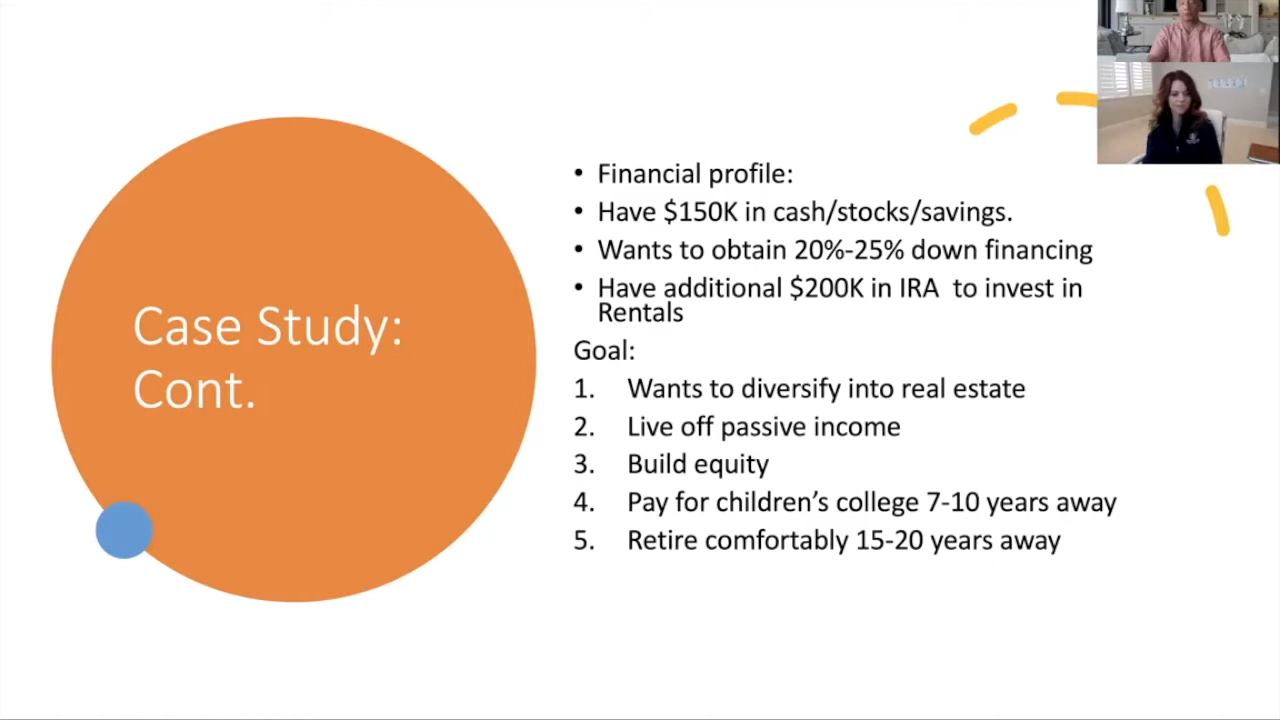 Case Study:
Cont.
• Financial profile:
• Have $150K in cash/stocks/savings.
• Wants to obtain 20%-25% down financing
• Have additional $200K in IRA  to invest in
Rentals
Goal:
1. Wants to diversify into real estate
2. Live off passive income
3. Build equity
4. Pay for children’s college 7-10 years away
5. Retire comfortably 15-20 years away